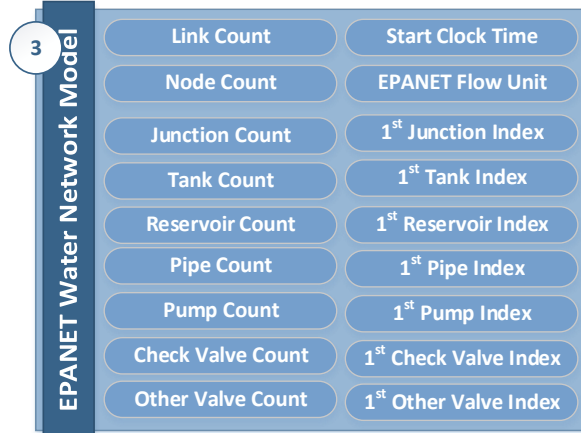 3
EPANET Water Network Model
Link Count
Start Clock Time
Node Count
EPANET Flow Unit
Junction Count
1st Junction Index
Tank Count
1st Tank Index
Reservoir Count
1st Reservoir Index
Pipe Count
1st Pipe Index
Pump Count
1st Pump Index
Check Valve Count
1st Check Valve Index
Other Valve Count
1st Other Valve Index